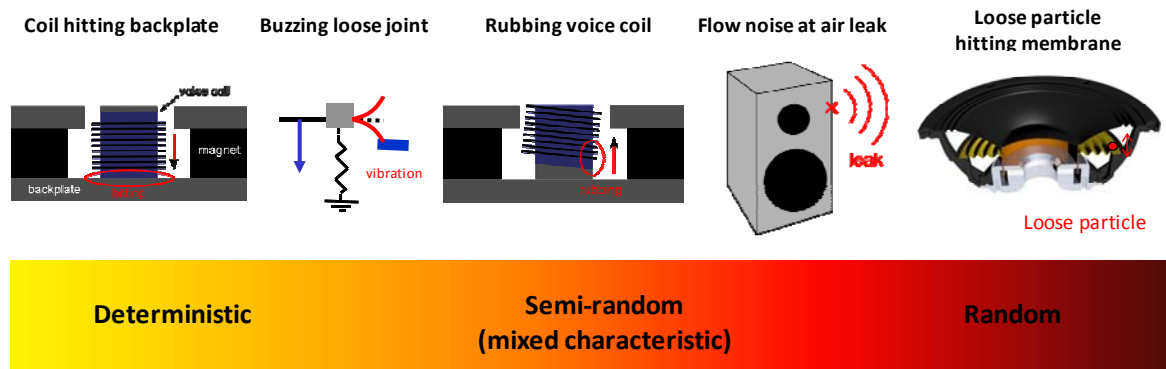 Coil hitting backplate
Buzzing loose joint
Rubbing voice coil
Flow noise at air leak
Loose particle
hitting membrane
voice coil
magnet
backplate
vibration
leak
Loose particle
Deterministic
Semi-random
(mixed characteristic)
Random